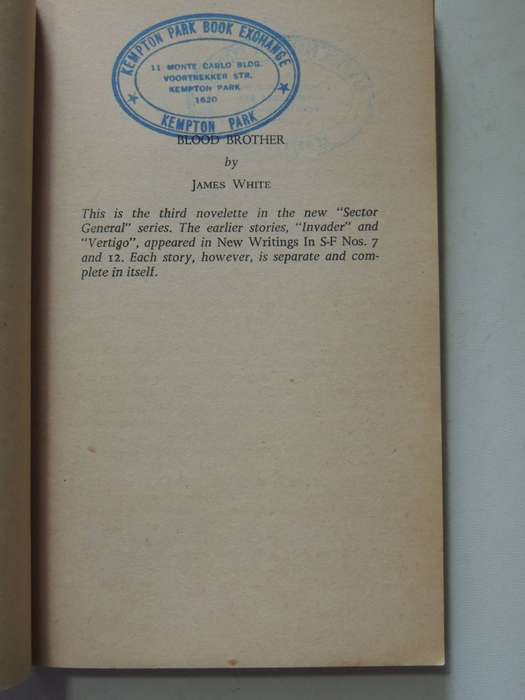 KEMPTON PARK BOOK EXCHANGE
11 MONTE CARLO BLDG.
VOORTREKKER STR.
KEMPTON PARK
1620
KEMPTON PARK
BLOOD BROTHER
by
JAMES WHITE
This is the third novelette in the new "Sector
General" series. The earlier stories, "Invader" and
"Vertigo", appeared in New Writings In S-F Nos. 7
and 12. Each story, however, is separate and com-
plete in itself.